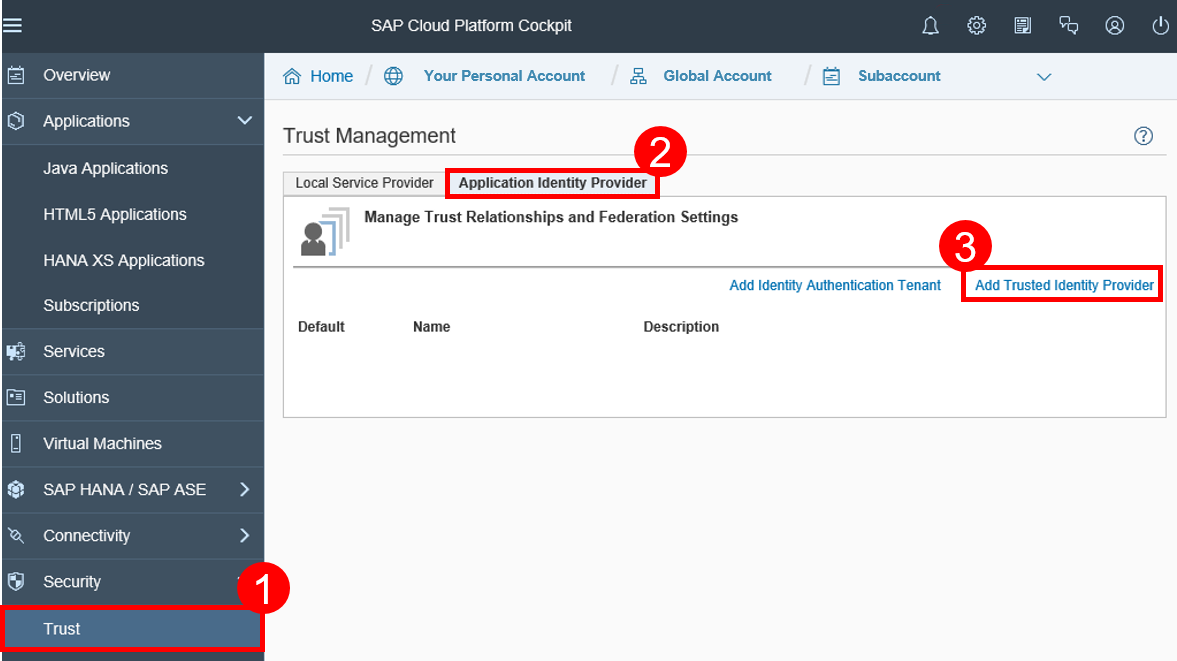 SAP Cloud Platform Cockpit
Overview
Applications
Java Applications
HTML5 Applications
HANA XS Applications
Subscriptions
Services
Solutions
Virtual Machines
SAP HANA / SAP ASE
Connectivity
Security
1
Trust
Home / Your Personal Account / Global Account / Subaccount
Trust Management
?
2
Local Service Provider Application Identity Provider
Manage Trust Relationships and Federation Settings
3
Add Identity Authentication Tenant Add Trusted Identity Provider
Default Name Description